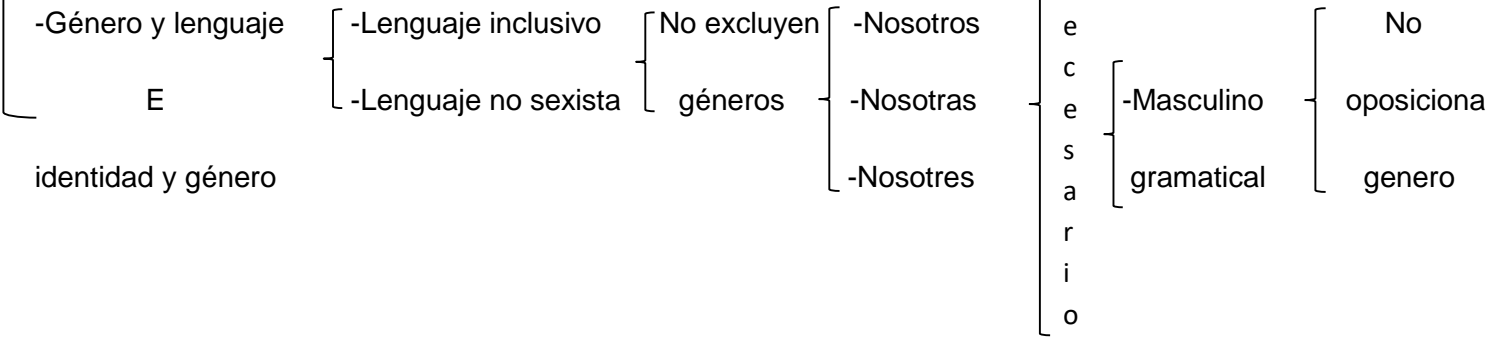 -Género y lenguaje -Lenguaje inclusivo No excluyen -Nosotros No
E -Lenguaje no sexista géneros -Nosotras -Masculino oposiciona
identidad y género -Nosotres gramatical genero
e
c
e
s
a
r
i
o